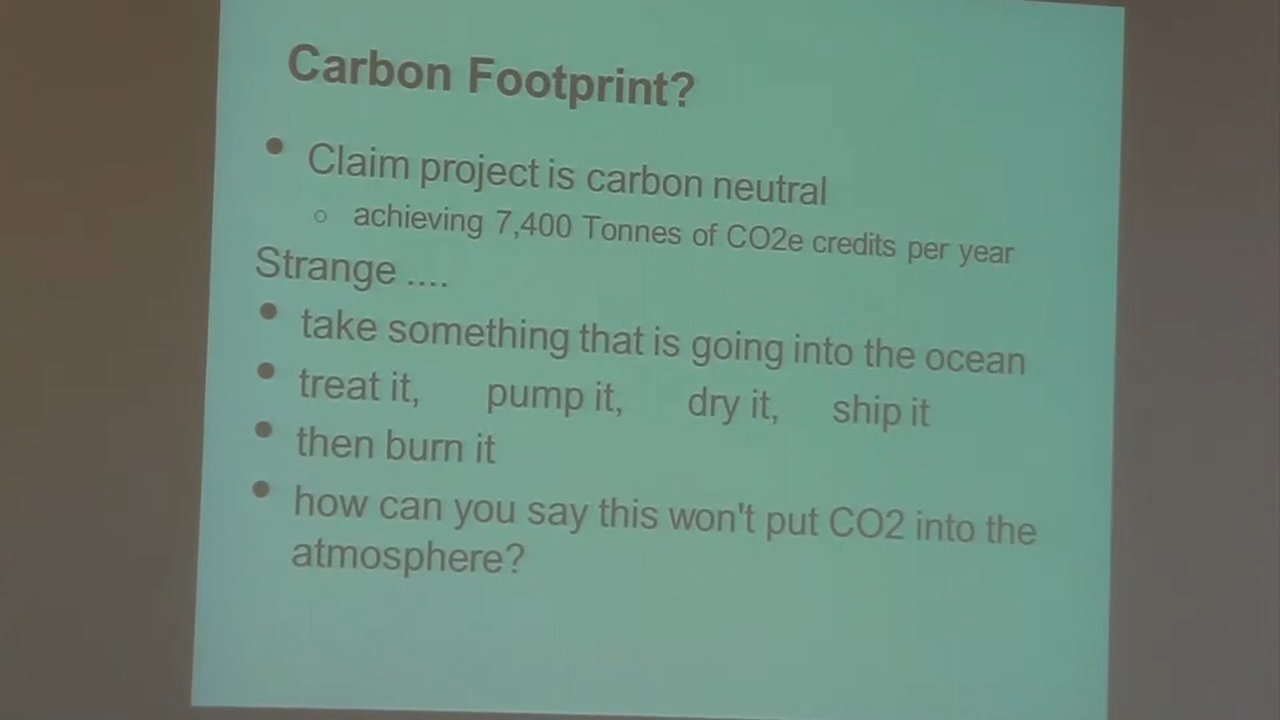 Carbon Footprint?
• Claim project is carbon neutral
○ achieving 7,400 Tonnes of CO2e credits per year
Strange ....
• take something that is going into the ocean
• treat it, pump it, dry it, ship it
• then burn it
• how can you say this won't put CO2 into the
atmosphere?